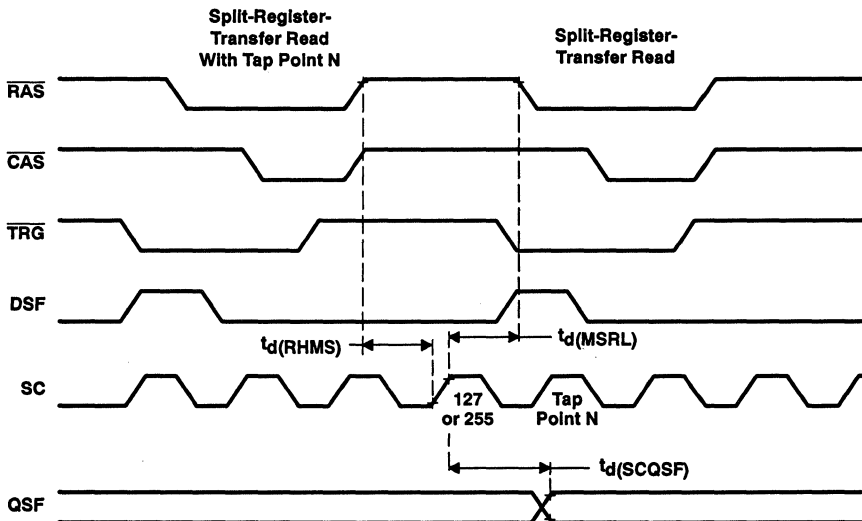 Split-Register-
Transfer Read
With Tap Point N
Split-Register-
Transfer Read
RAS
CAS
TRG
DSF
td(RHMS)
td(MSRL)
SC
127
or 255
Tap
Point N
td(SCQSF)
QSF